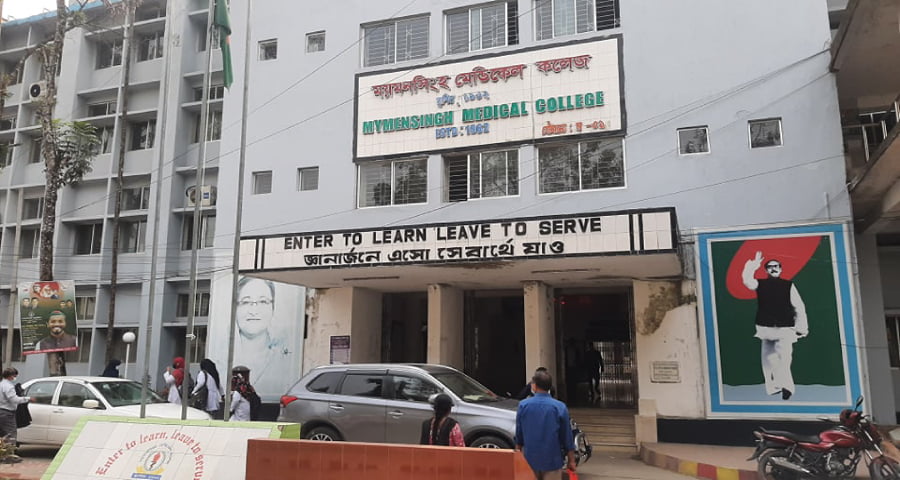 ময়মনসিংহ মেডিকেল কলেজ
স্থাপিত: ১৯৬২
MYMENSINGH MEDICAL COLLEGE
ESTD: 1962
ENTER TO LEARN LEAVE TO SERVE
জ্ঞানার্জনে এসো সেবার্থে যাও
Enter to learn, leave to serve